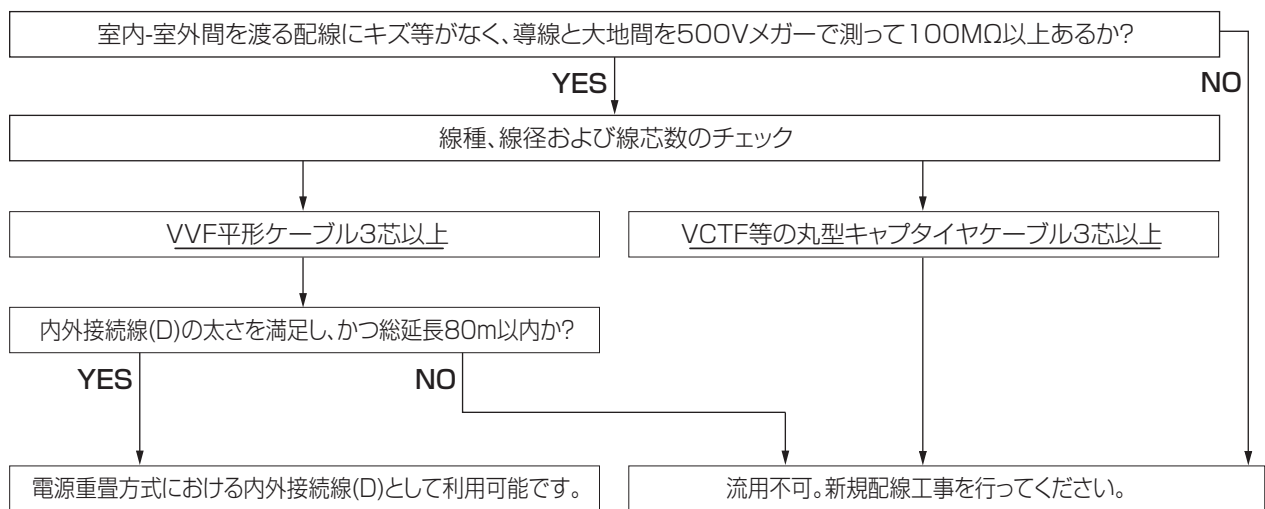 室内-室外間を渡る配線にキズ等がなく、導線と大地間を500Vメガーで測って100MΩ以上あるか?
YES
NO
線種、線径および線芯数のチェック
VVF平形ケーブル3芯以上
VCTF等の丸型キャプタイヤケーブル3芯以上
内外接続線(D)の太さを満足し、かつ総延長80m以内か?
YES
NO
電源重畳方式における内外接続線(D)として利用可能です。
流用不可。新規配線工事を行ってください。